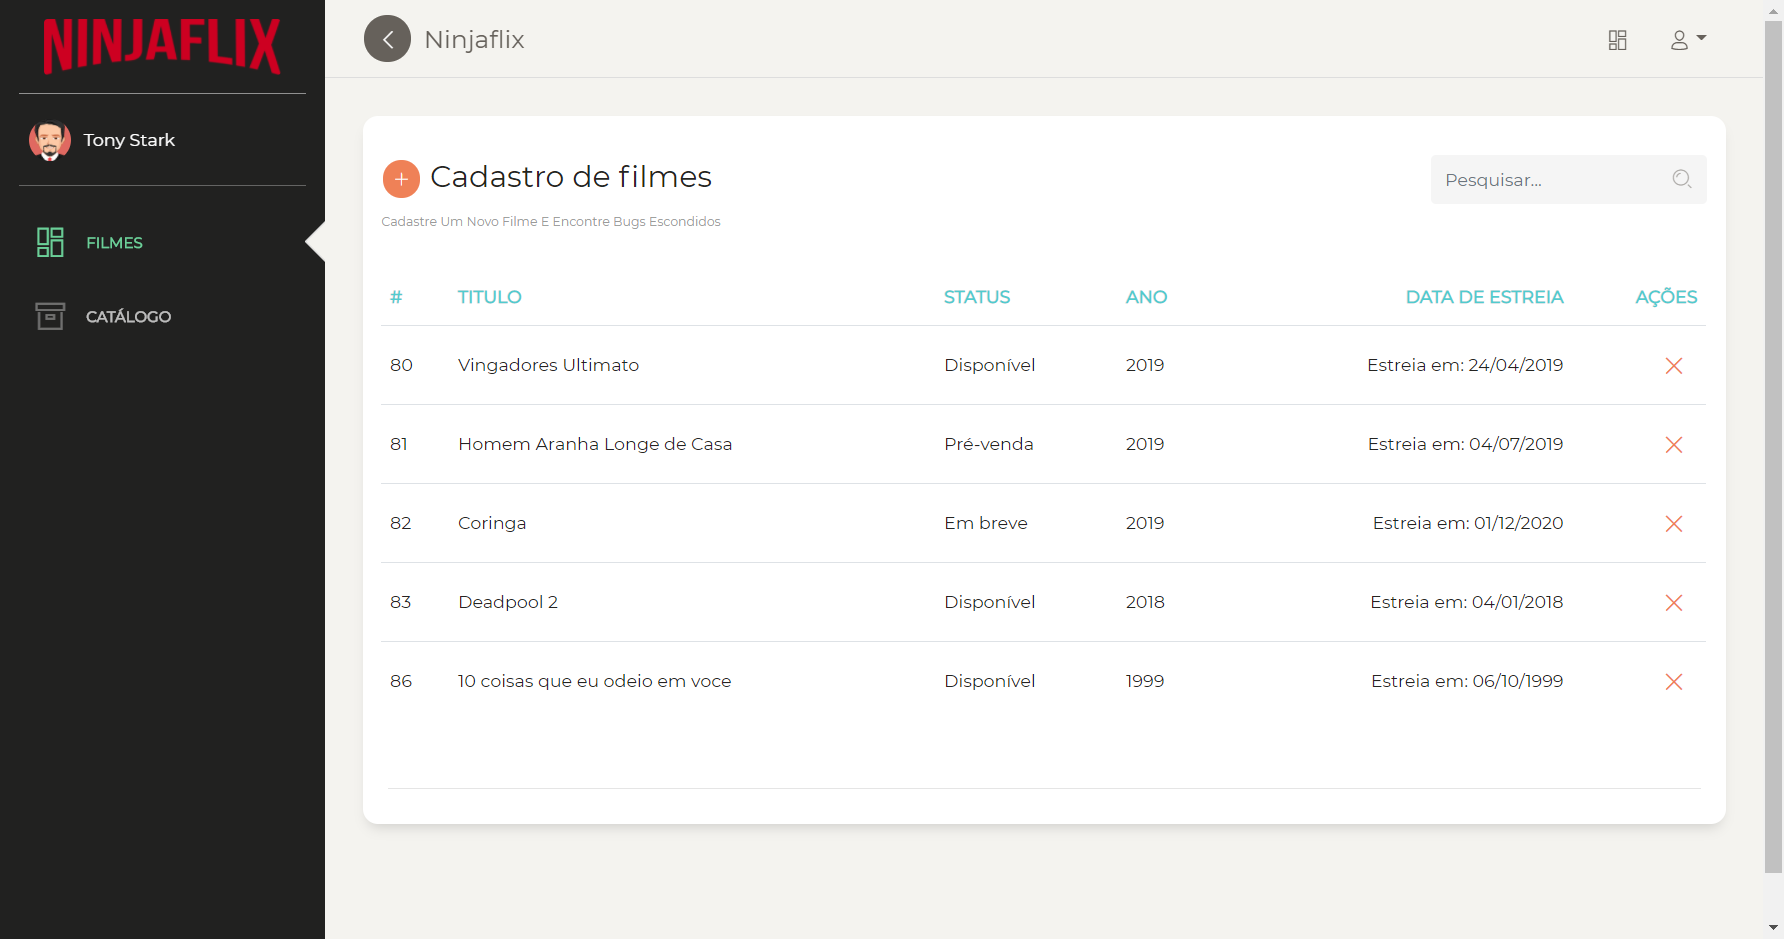 NINJAFLIX
Ninjaflix
Tony Stark
FILMES
CATÁLOGO
Cadastro de filmes
Pesquisar...
Cadastre Um Novo Filme E Encontre Bugs Escondidos
# TITULO STATUS ANO DATA DE ESTREIA AÇÕES
80 Vingadores Ultimato Disponível 2019 Estreia em: 24/04/2019
81 Homem Aranha Longe de Casa Pré-venda 2019 Estreia em: 04/07/2019
82 Coringa Em breve 2019 Estreia em: 01/12/2020
83 Deadpool 2 Disponível 2018 Estreia em: 04/01/2018
86 10 coisas que eu odeio em voce Disponível 1999 Estreia em: 06/10/1999